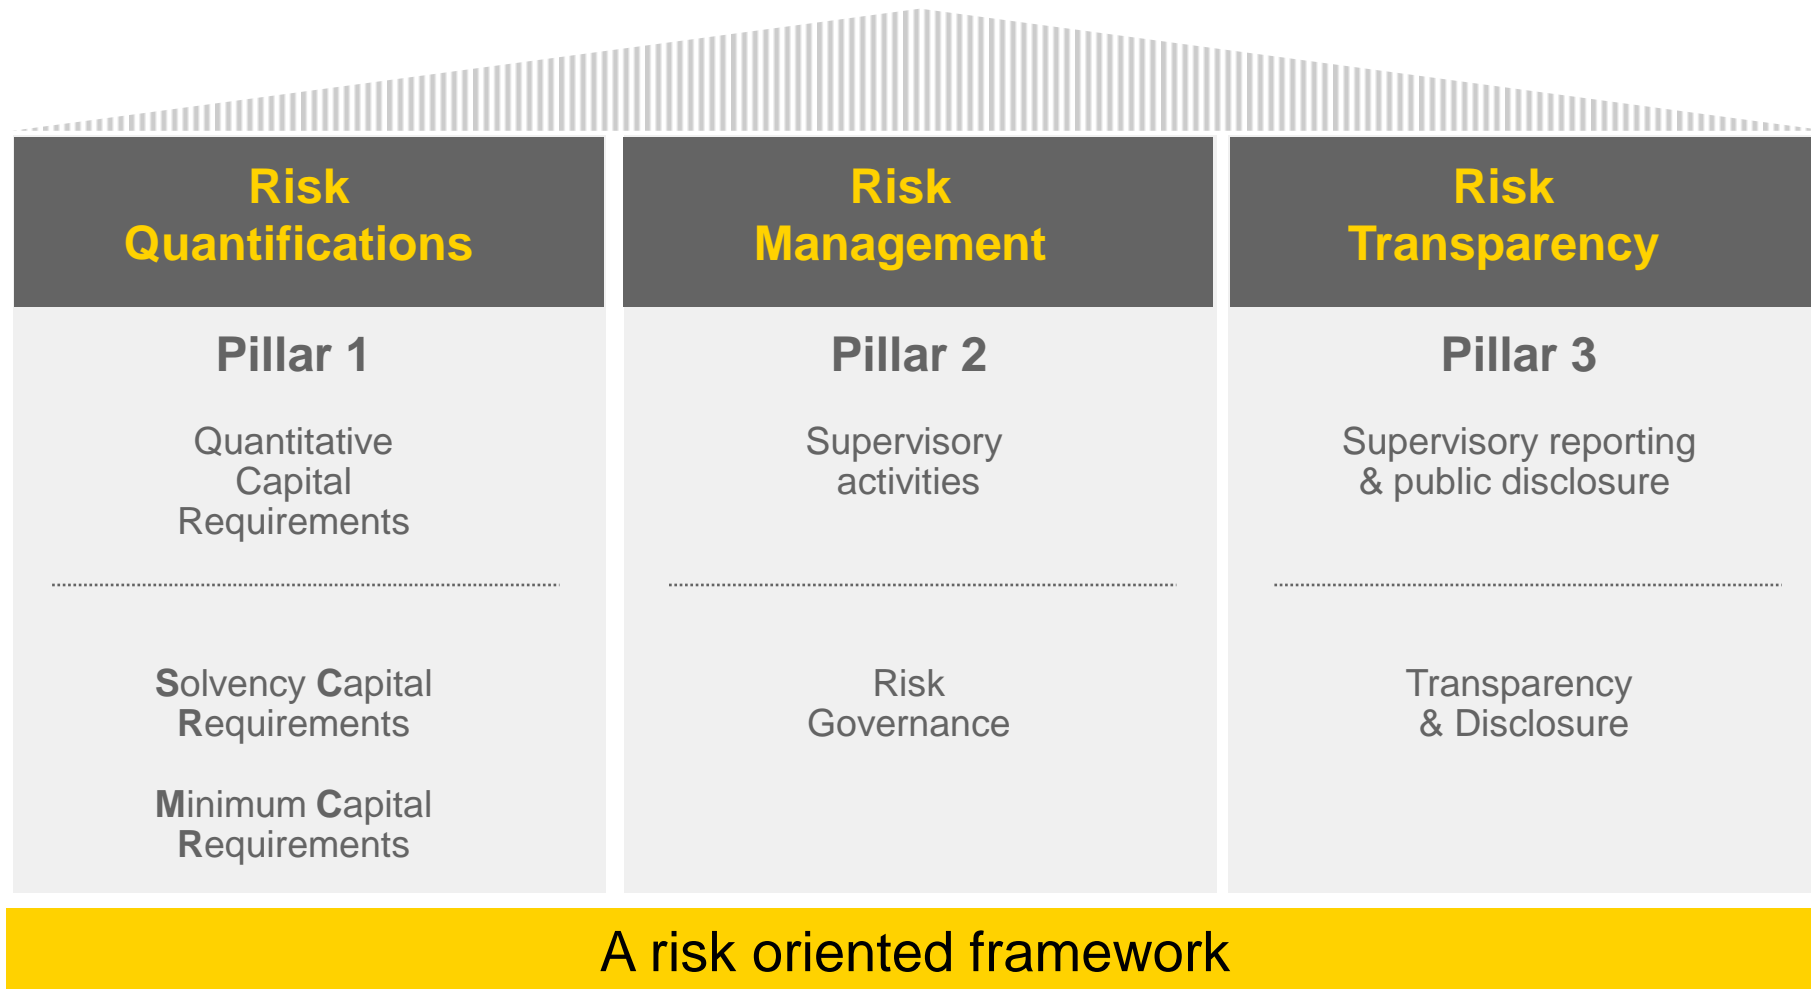 Risk
Quantifications
Pillar 1
Quantitative
Capital
Requirements
Solvency Capital
Requirements
Minimum Capital
Requirements
Risk
Management
Pillar 2
Supervisory
activities
Risk
Governance
Risk
Transparency
Pillar 3
Supervisory reporting
& public disclosure
Transparency
& Disclosure
A risk oriented framework